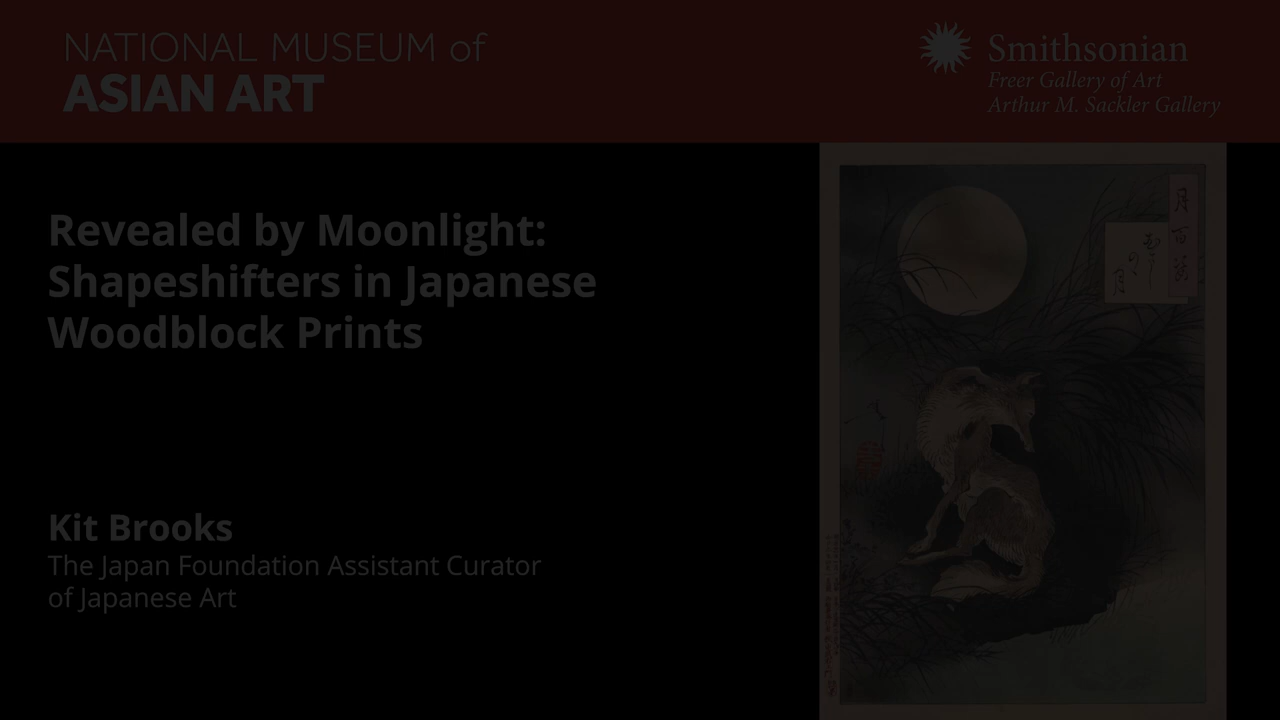 NATIONAL MUSEUM of
ASIAN ART
Smithsonian
Freer Gallery of Art
Arthur M. Sackler Gallery
Revealed by Moonlight:
Shapeshifters in Japanese
Woodblock Prints
月百姿
Kit Brooks
The Japan Foundation Assistant Curator
of Japanese Art